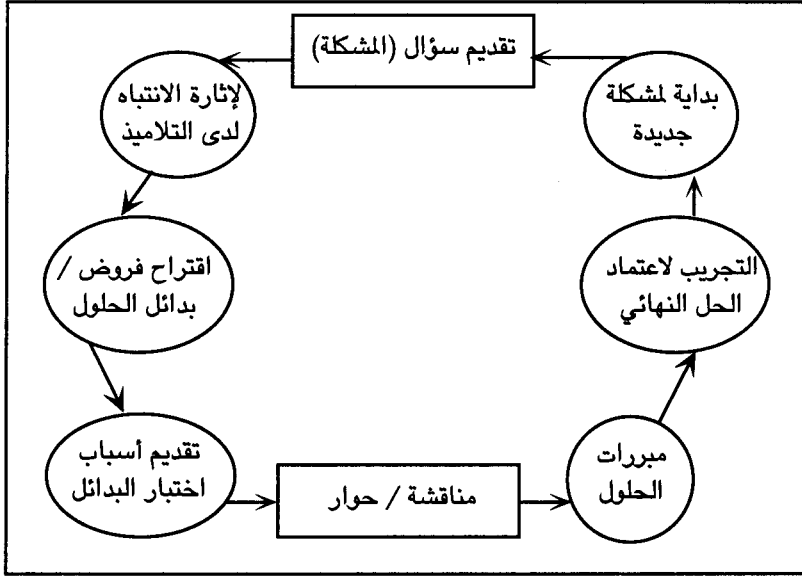 تقديم سؤال (المشكلة)
لإثارة الانتباه
لدى التلاميذ
اقتراح فروض /
بدائل الحلول
تقديم أسباب
اختبار البدائل
مناقشة / حوار
مبررات
الحلول
التجريب لاعتماد
الحل النهائي
بداية لمشكلة
جديدة